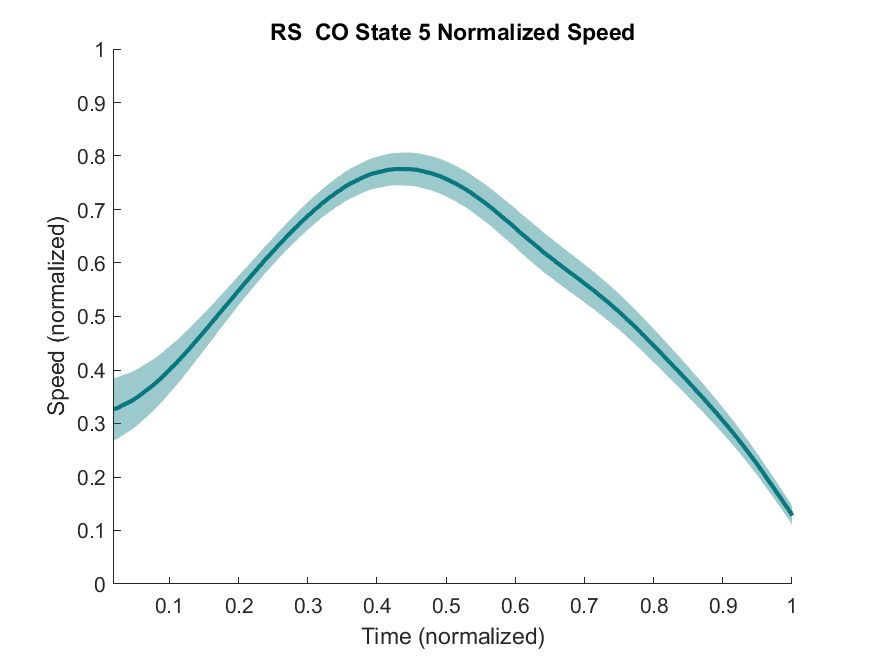 RS  CO State 5 Normalized Speed
1
0.9
0.8
0.7
0.6
0.5
0.4
0.3
0.2
0.1
0
Speed (normalized)
0.1 0.2 0.3 0.4 0.5 0.6 0.7 0.8 0.9 1
Time (normalized)